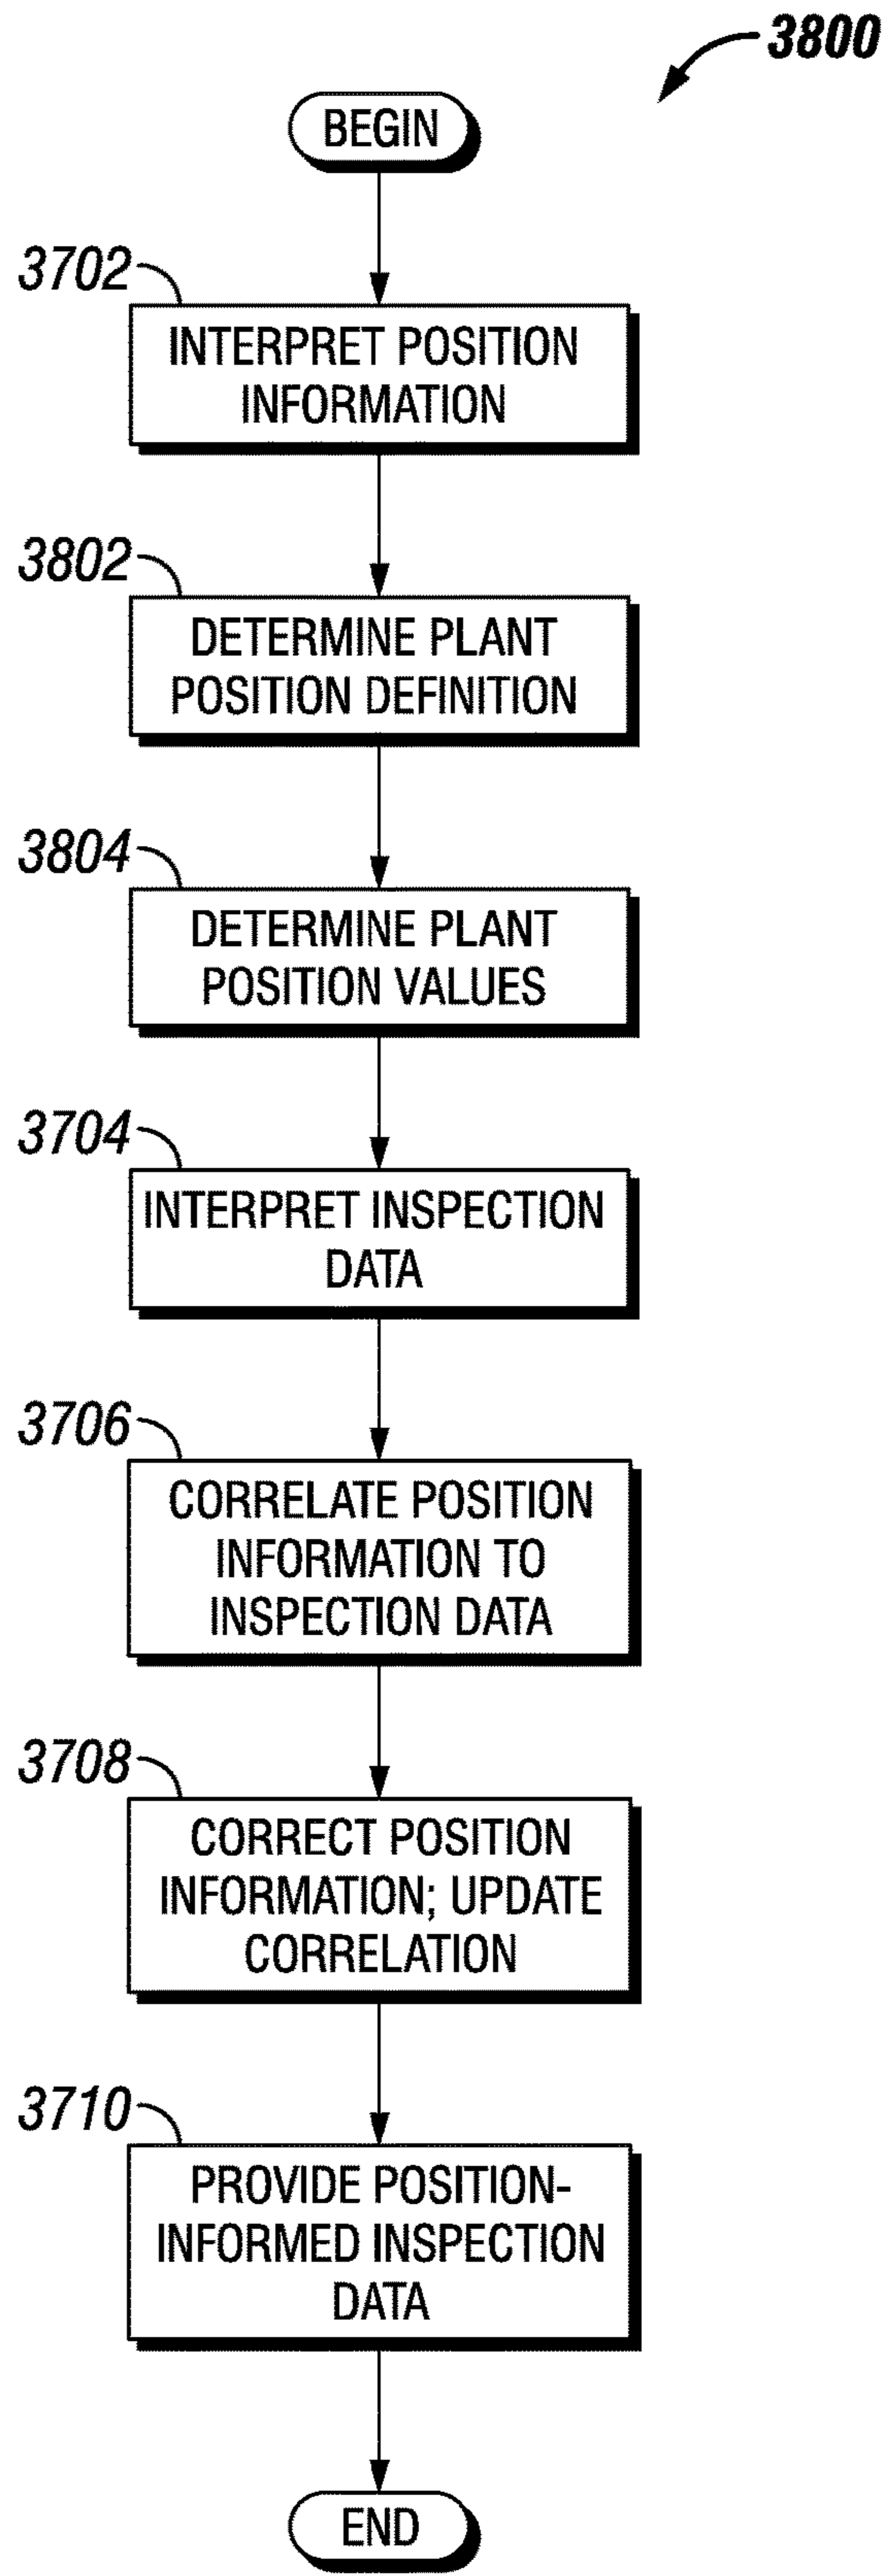 3800
BEGIN
3702
INTERPRET POSITION
INFORMATION
3802
DETERMINE PLANT
POSITION DEFINITION
3804
DETERMINE PLANT
POSITION VALUES
3704
INTERPRET INSPECTION
DATA
3706
CORRELATE POSITION
INFORMATION TO
INSPECTION DATA
3708
CORRECT POSITION
INFORMATION; UPDATE
CORRELATION
3710
PROVIDE POSITION-
INFORMED INSPECTION
DATA
END